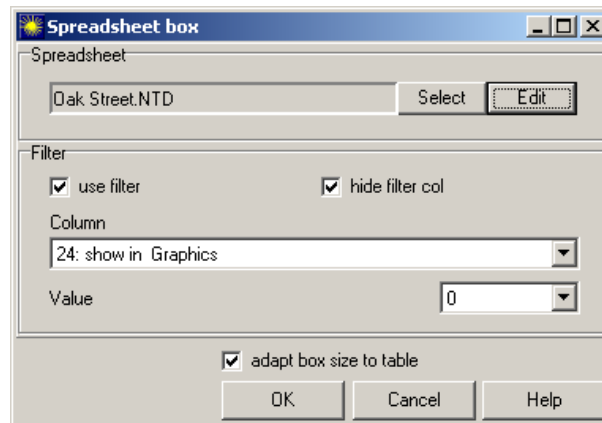 Spreadsheet box
Spreadsheet
Oak Street.NTD Select Edit
Filter
use filter hide filter col
Column
24: show in Graphics
Value 0
adapt box size to table
OK Cancel Help